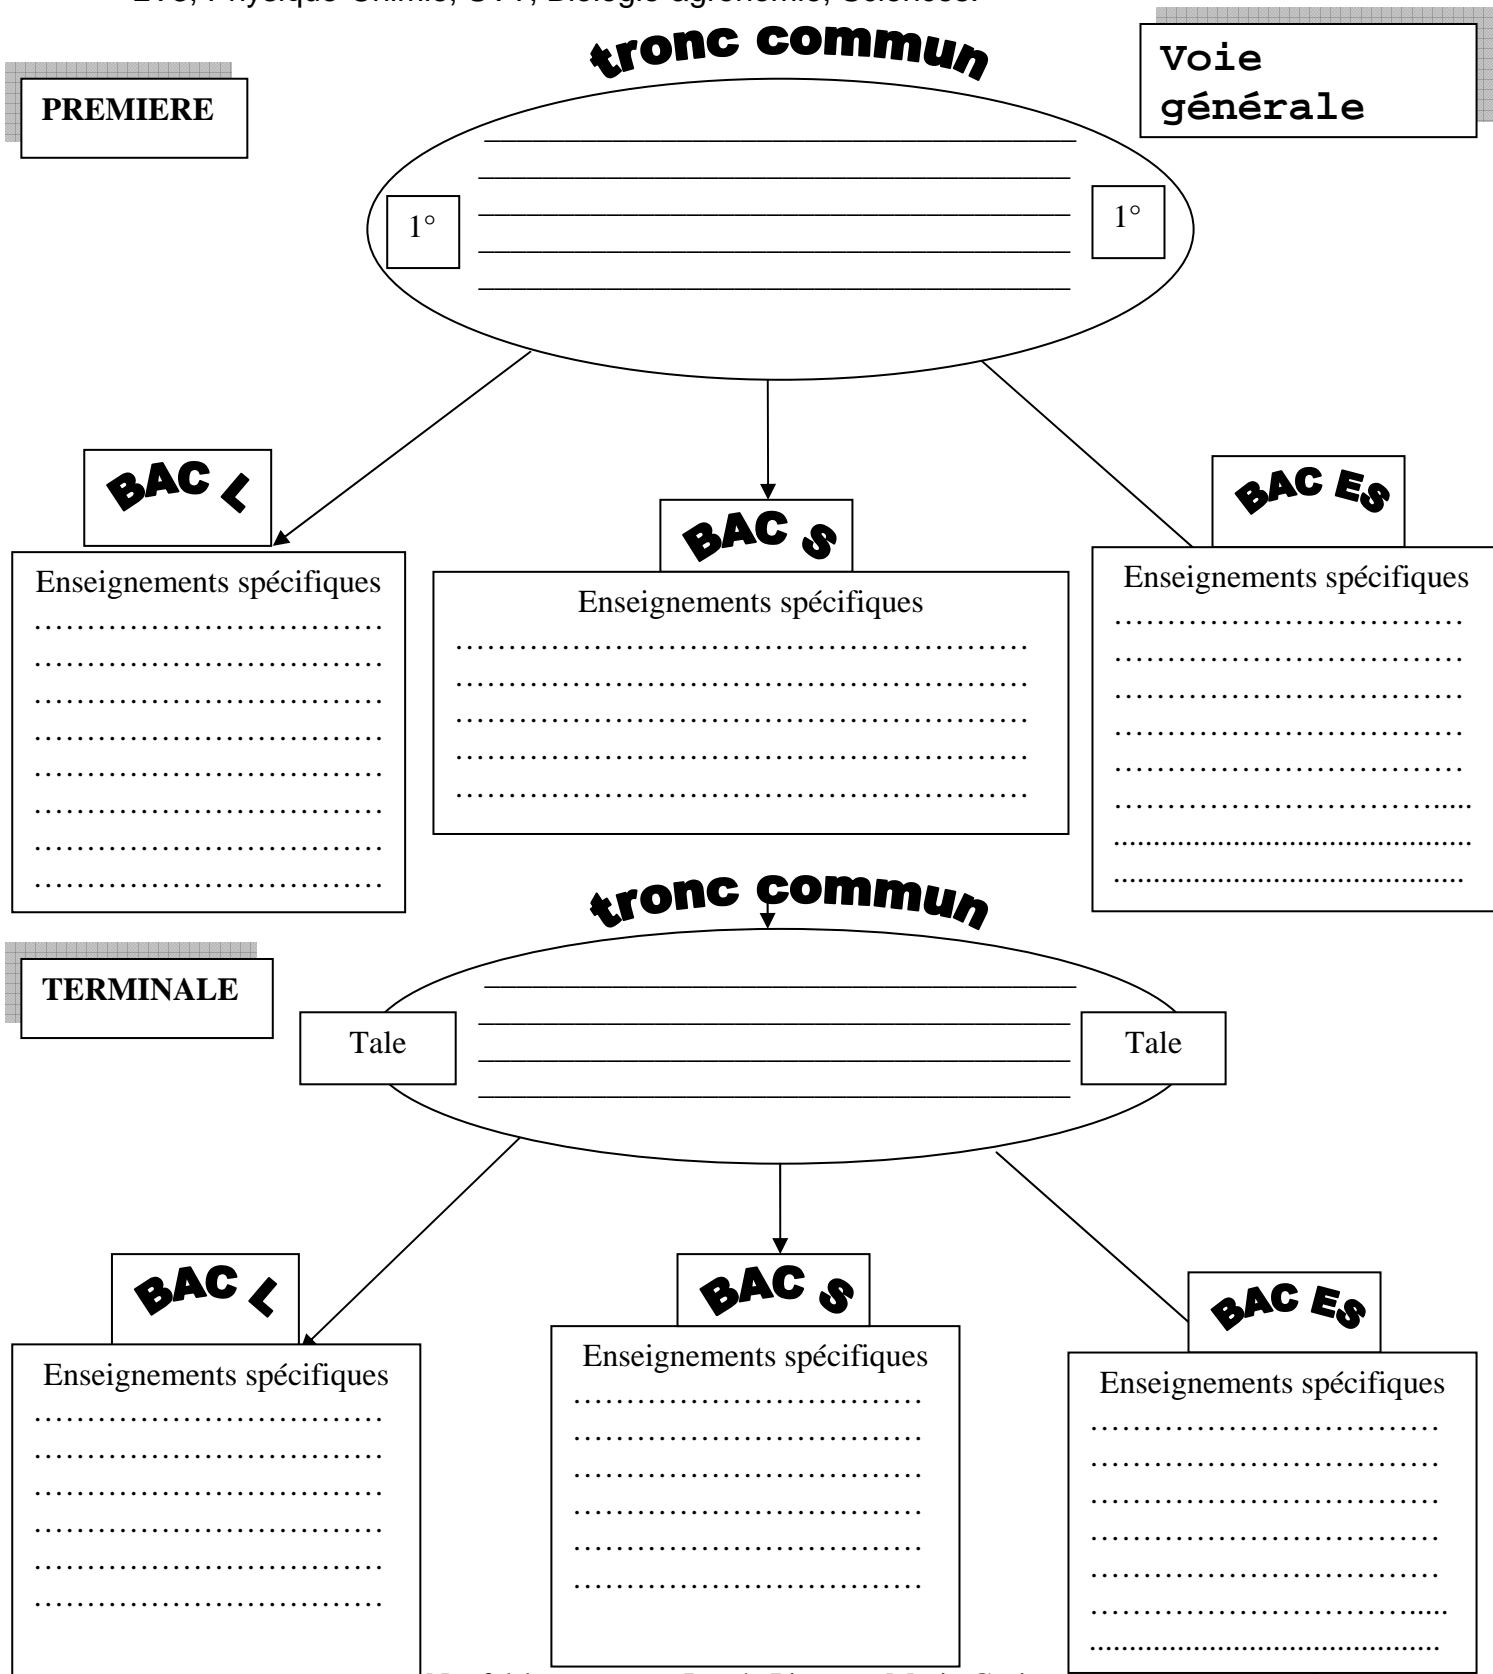 LV3, Physique-Chimie, SVT, Biologie-agronomie, Sciences.
tronc commun
Voie
générale
PREMIERE
1°
1°
BAC L
BAC S
BAC ES
Enseignements spécifiques
Enseignements spécifiques
Enseignements spécifiques
tronc commun
TERMINALE
Tale
Tale
BAC L
BAC S
BAC ES
Enseignements spécifiques
Enseignements spécifiques
Enseignements spécifiques